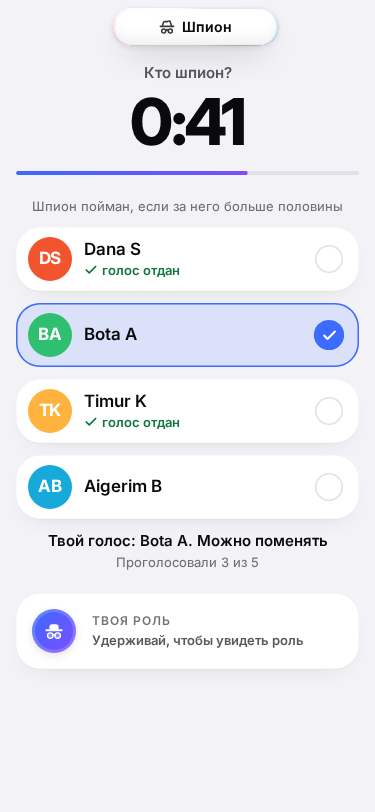 Шпион
Кто шпион?
0:41
Шпион пойман, если за него больше половины
DS
Dana S
голос отдан
BA
Bota A
TK
Timur K
голос отдан
AB
Aigerim B
Твой голос: Bota A. Можно поменять
Проголосовали 3 из 5
ТВОЯ РОЛЬ
Удерживай, чтобы увидеть роль